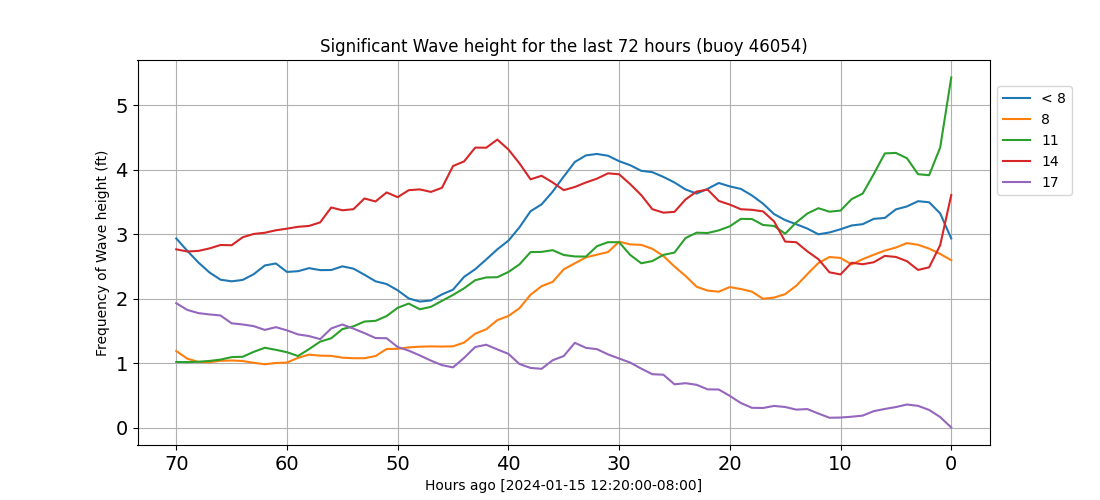 Significant Wave height for the last 72 hours (buoy 46054)
Frequency of Wave height (ft)
5
4
3
2
1
0
70 60 50 40 30 20 10 0
Hours ago [2024-01-15 12:20:00-08:00]
< 8
8
11
14
17